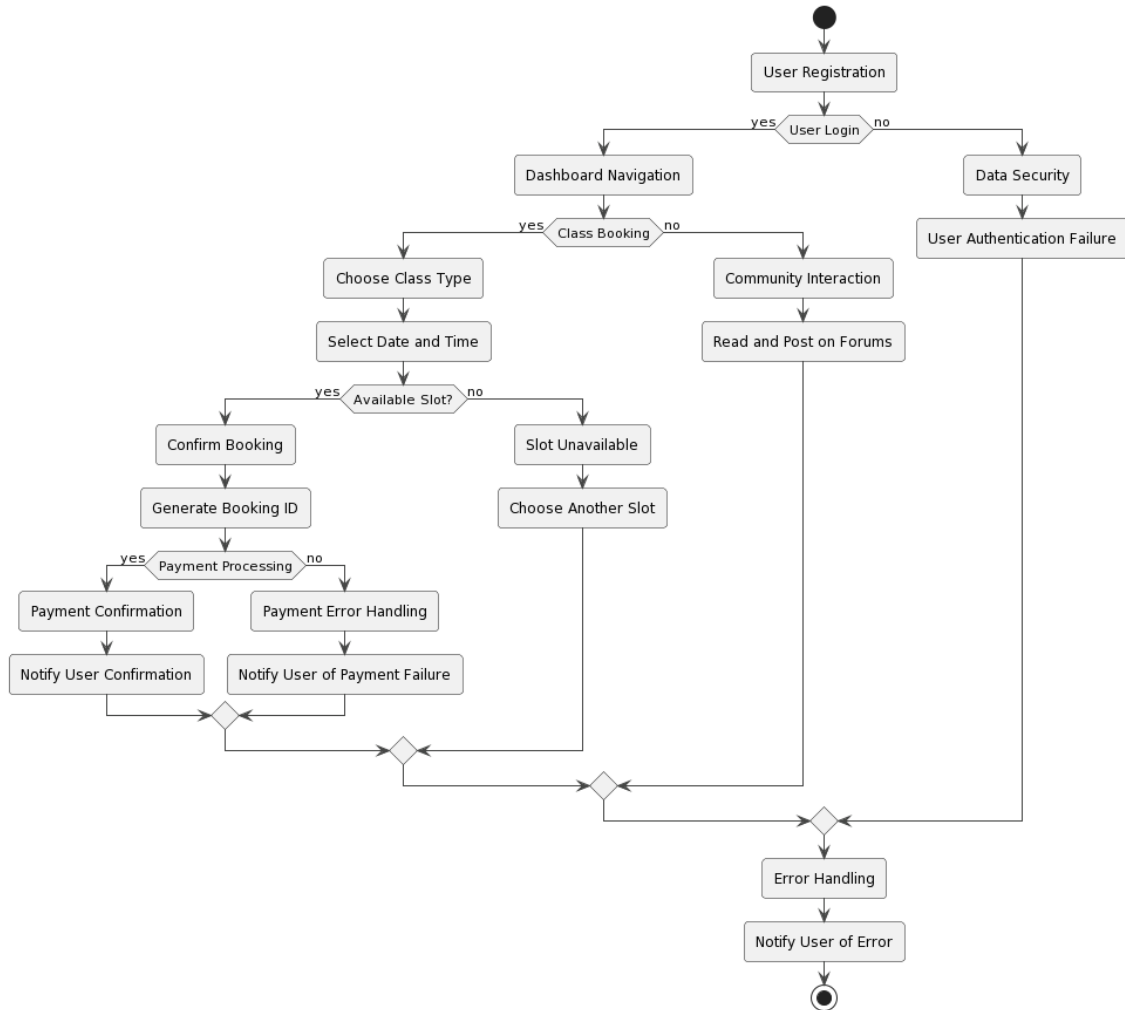 User Registration
yes
User Login
no
Dashboard Navigation
Data Security
yes
Class Booking
no
User Authentication Failure
Choose Class Type
Community Interaction
Select Date and Time
Read and Post on Forums
yes
Available Slot?
no
Confirm Booking
Slot Unavailable
Generate Booking ID
Choose Another Slot
yes
Payment Processing
no
Payment Confirmation
Payment Error Handling
Notify User Confirmation
Notify User of Payment Failure
Error Handling
Notify User of Error